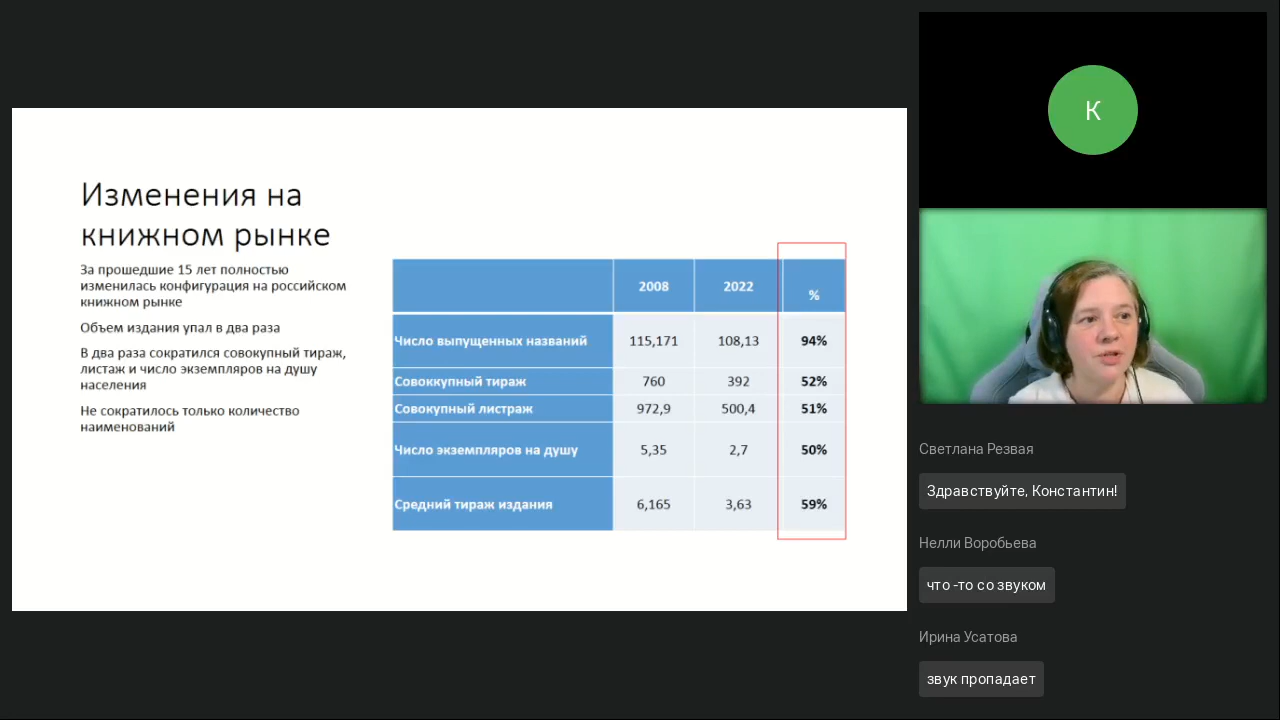 Изменения на
книжном рынке
За прошедшие 15 лет полностью
изменилась конфигурация на российском
книжном рынке
Объем издания упал в два раза
В два раза сократился совокупный тираж,
листаж и число экземпляров на душу
населения
Не сократилось только количество
наименований
2008 2022 %
Число выпущенных названий 115,171 108,13 94%
Совоккупный тираж 760 392 52%
Совокупный листраж 972,9 500,4 51%
Число экземпляров на душу 5,35 2,7 50%
Средний тираж издания 6,165 3,63 59%
К
Светлана Резвая
Здравствуйте, Константин!
Нелли Воробьева
что -то со звуком
Ирина Усатова
звук пропадает